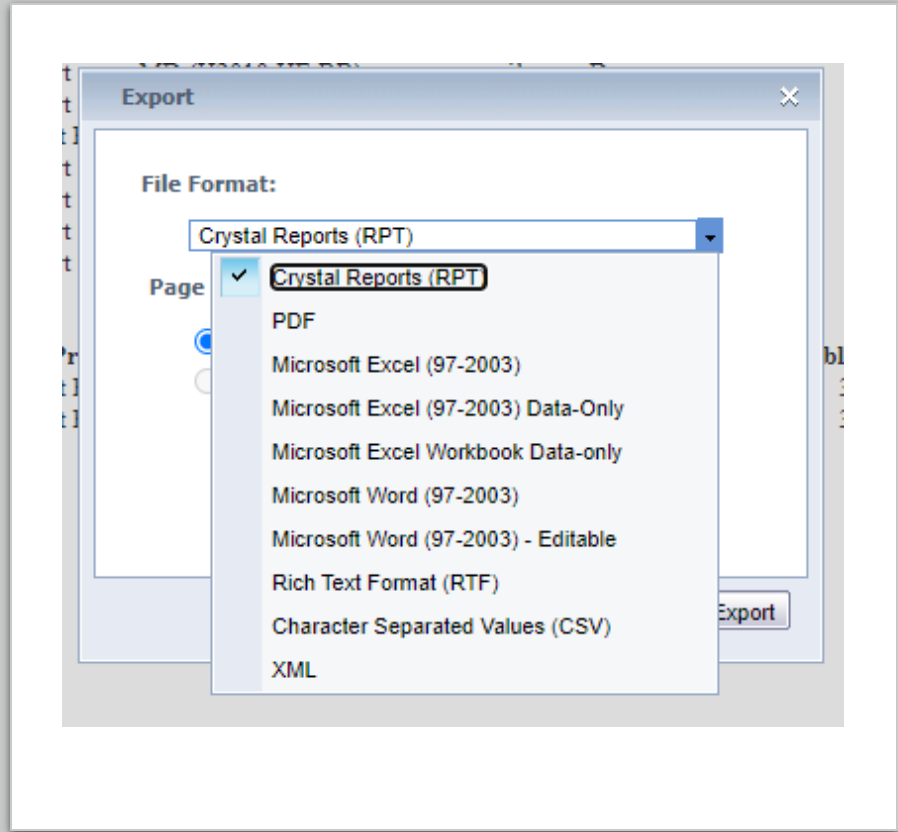 Export
File Format:
Crystal Reports (RPT)
Page
Crystal Reports (RPT)
PDF
Microsoft Excel (97-2003)
Microsoft Excel (97-2003) Data-Only
Microsoft Excel Workbook Data-only
Microsoft Word (97-2003)
Microsoft Word (97-2003) - Editable
Rich Text Format (RTF)
Character Separated Values (CSV)
Export
XML